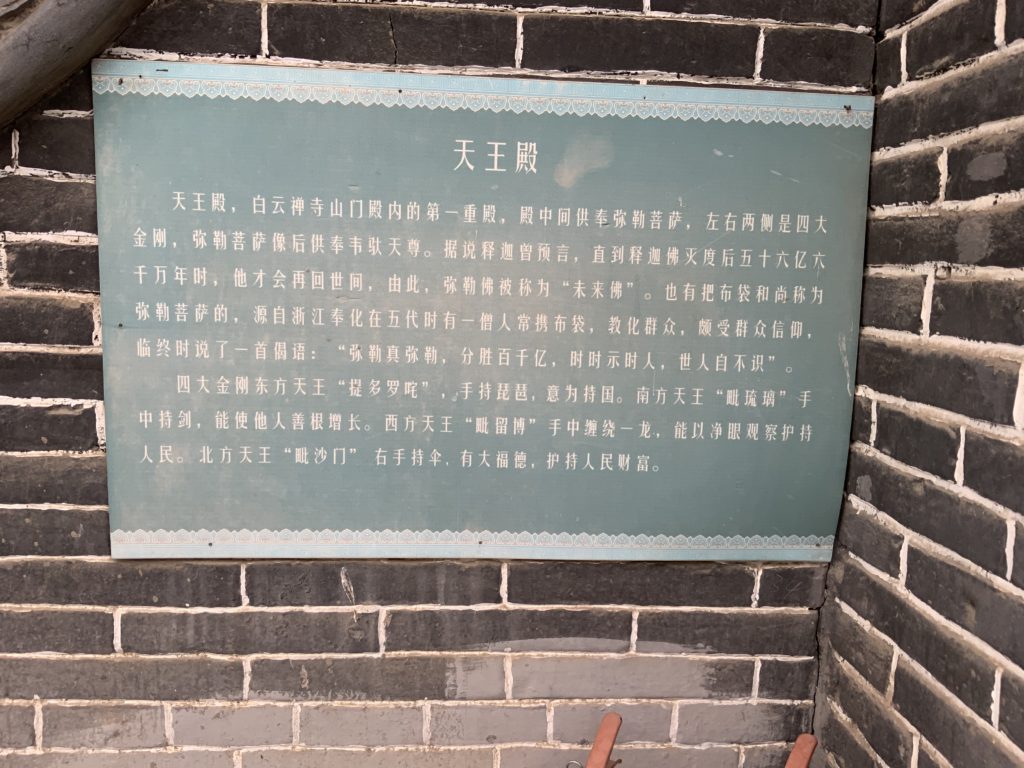 天王殿
天王殿，白云禅寺山门殿内的第一重殿，殿中间供奉弥勒菩萨，左右两侧是四大
金刚，弥勒菩萨像后供奉韦驮天尊。据说释迦曾预言，直到释迦佛灭度后五十六亿六
千万年时，他才会再回世间，由此，弥勒佛被称为“未来佛”。也有把布袋和尚称为
弥勒菩萨的，源自浙江奉化在五代时有一僧人常携布袋，教化群众，颇受群众信仰，
临终时说了一首偈语：“弥勒真弥勒，分胜百千亿，时时示时人，世人自不识”。
四大金刚东方天王“提多罗咤”，手持琵琶，意为持国。南方天王“毗琉璃”手
中持剑，能使他人善根增长。西方天王“毗留博”手中缠绕一龙，能以净眼观察护持
人民。北方天王“毗沙门”右手持伞，有大福德，护持人民财富。